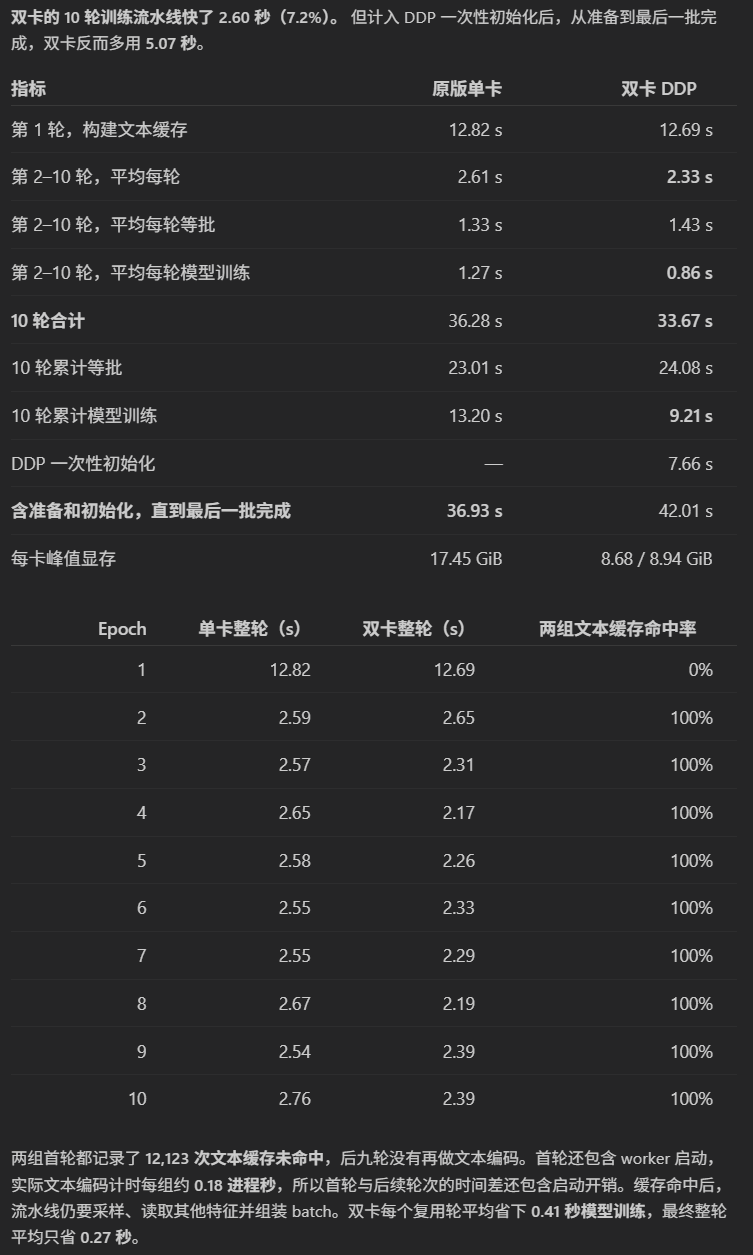 双卡的 10 轮训练流水线快了 2.60 秒（7.2%）。 但计入 DDP 一次性初始化后，从准备到最后一批完
成，双卡反而多用 5.07 秒。
指标 原版单卡 双卡 DDP
第 1 轮，构建文本缓存 12.82 s 12.69 s
第 2–10 轮，平均每轮 2.61 s 2.33 s
第 2–10 轮，平均每轮等批 1.33 s 1.43 s
第 2–10 轮，平均每轮模型训练 1.27 s 0.86 s
10 轮合计 36.28 s 33.67 s
10 轮累计等批 23.01 s 24.08 s
10 轮累计模型训练 13.20 s 9.21 s
DDP 一次性初始化 — 7.66 s
含准备和初始化，直到最后一批完成 36.93 s 42.01 s
每卡峰值显存 17.45 GiB 8.68 / 8.94 GiB
Epoch 单卡整轮（s） 双卡整轮（s） 两组文本缓存命中率
1 12.82 12.69 0%
2 2.59 2.65 100%
3 2.57 2.31 100%
4 2.65 2.17 100%
5 2.58 2.26 100%
6 2.55 2.33 100%
7 2.55 2.29 100%
8 2.67 2.19 100%
9 2.54 2.39 100%
10 2.76 2.39 100%
两组首轮都记录了 12,123 次文本缓存未命中，后九轮没有再做文本编码。首轮还包含 worker 启动，
实际文本编码计时每组约 0.18 进程秒，所以首轮与后续轮次的时间差还包含启动开销。缓存命中后，
流水线仍要采样、读取其他特征并组装 batch。双卡每个复用轮平均省下 0.41 秒模型训练，最终整轮
平均只省 0.27 秒。